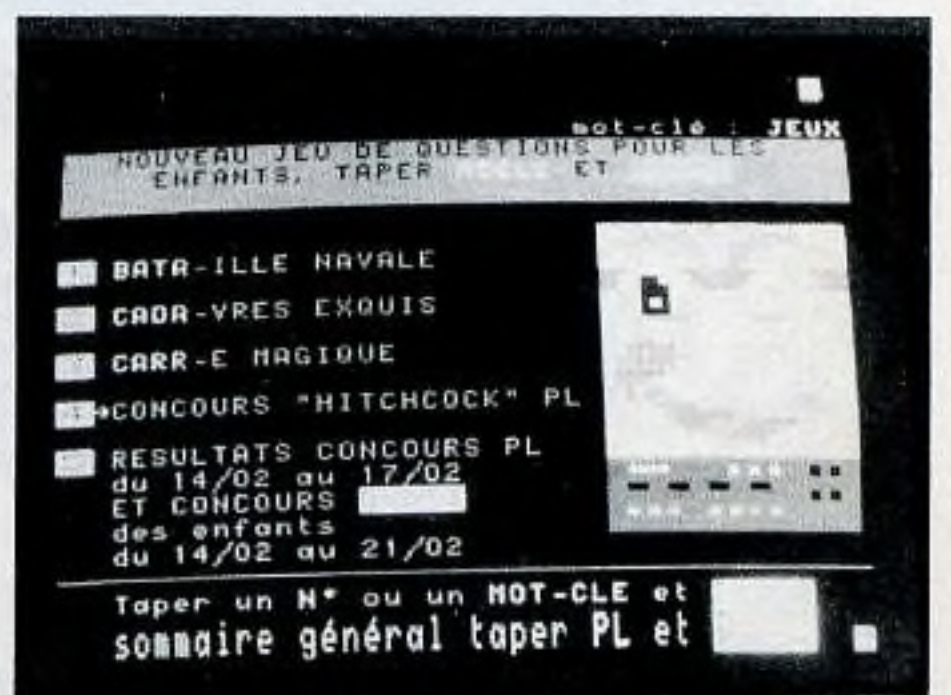 mot-clé : JEUX
NOUVEAU JEU DE QUESTIONS POUR LES
ENFANTS, TAPER ET
BATA-ILLE NAVALE
CADA-VRES EXQUIS
CARR-E MAGIQUE
CONCOURS "HITCHCOCK" PL
RESULTATS CONCOURS PL
du 14/02 au 17/02
ET CONCOURS
des enfants
du 14/02 au 21/02
Taper un N° ou un MOT-CLE et
sommaire général taper PL et